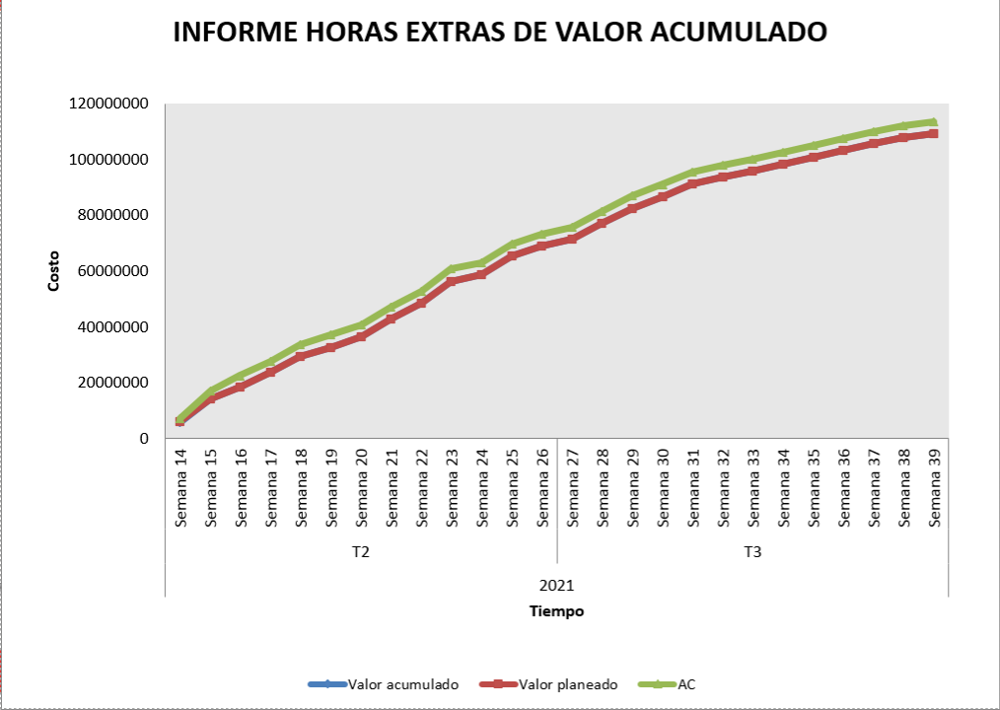 INFORME HORAS EXTRAS DE VALOR ACUMULADO
120000000
100000000
80000000
60000000
40000000
20000000
0
Costo
Semana 14
Semana 15
Semana 16
Semana 17
Semana 18
Semana 19
Semana 20
Semana 21
Semana 22
Semana 23
Semana 24
Semana 25
Semana 26
Semana 27
Semana 28
Semana 29
Semana 30
Semana 31
Semana 32
Semana 33
Semana 34
Semana 35
Semana 36
Semana 37
Semana 38
Semana 39
T2 T3
2021
Tiempo
Valor acumulado Valor planeado AC